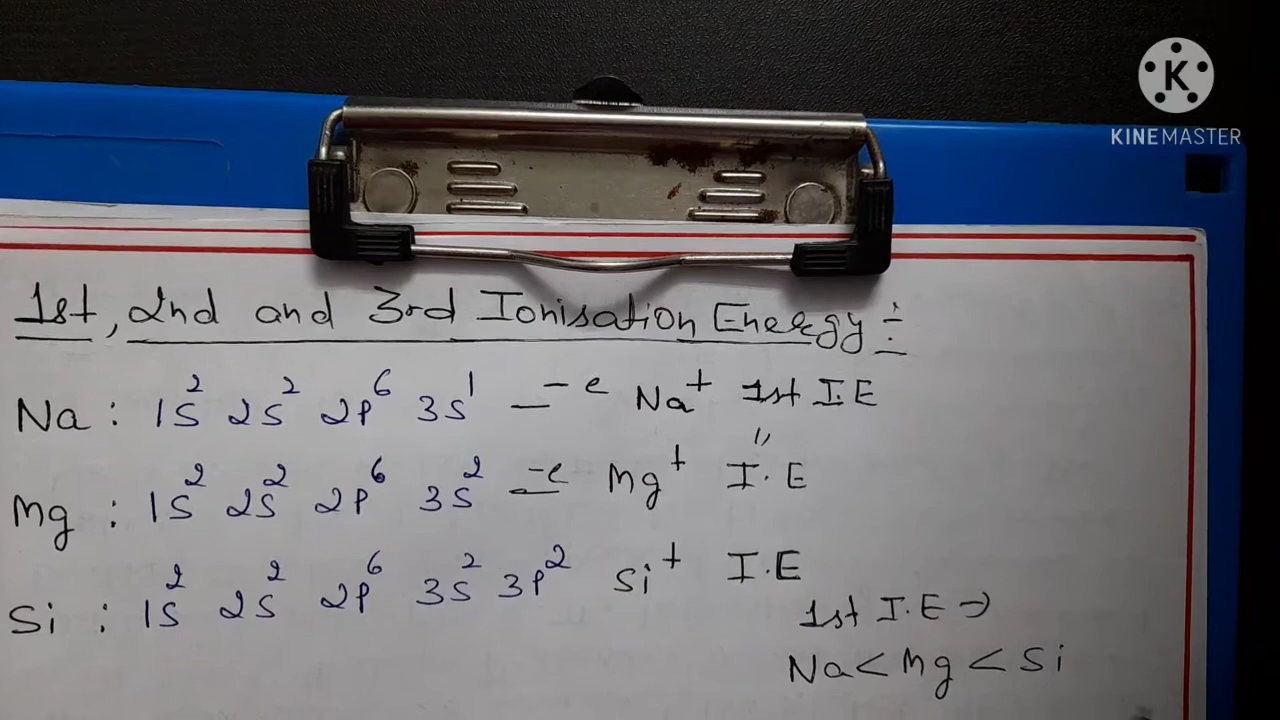 K
KINEMASTER
1st, 2nd and 3rd Ionisation Energy :-
Na : 1s² 2s² 2p⁶ 3s¹ — -e Na⁺ 1st I.E
Mg : 1s² 2s² 2p⁶ 3s² — -e Mg⁺ I.E
Si : 1s² 2s² 2p⁶ 3s² 3p² Si⁺ I.E
1st I.E →
Na < Mg < Si